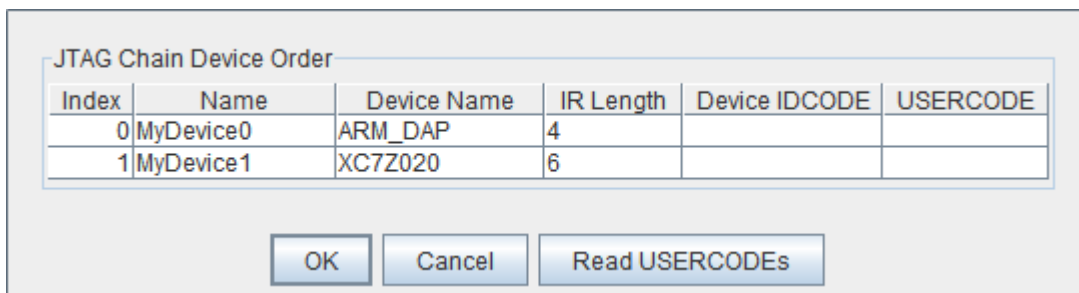 JTAG Chain Device Order
Index Name Device Name IR Length Device IDCODE USERCODE
0 MyDevice0 ARM_DAP 4
1 MyDevice1 XC7Z020 6
OK Cancel Read USERCODEs